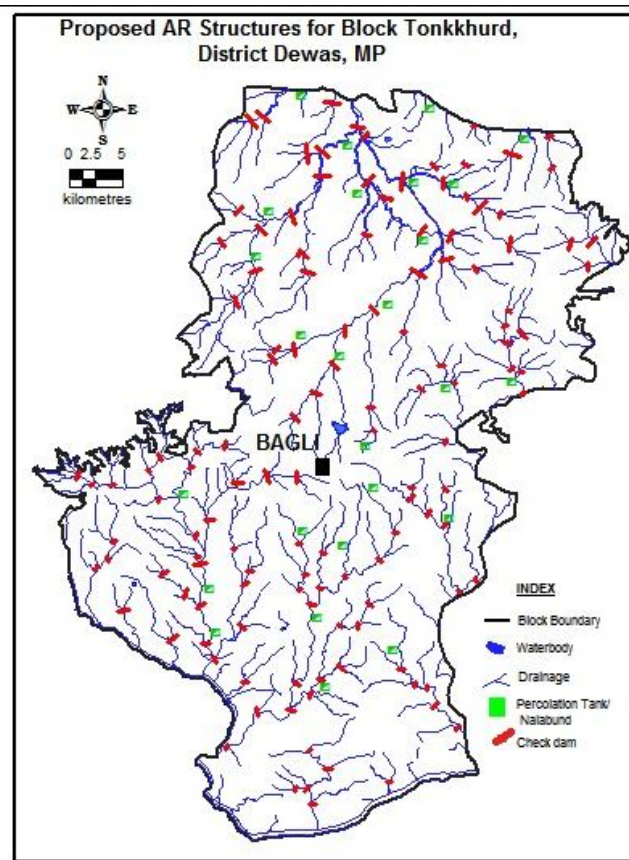 Proposed AR Structures for Block Tonkkhurd,
District Dewas, MP
N
W E
S
0 2.5 5
kilometres
BAGLI
INDEX
Block Boundary
Waterbody
Drainage
Percolation Tank/
Nalabund
Check dam